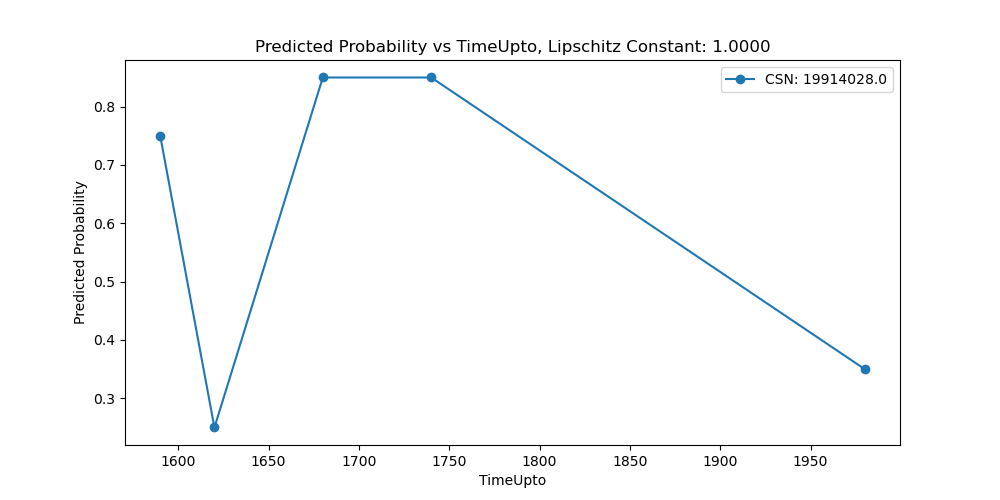 Predicted Probability vs TimeUpto, Lipschitz Constant: 1.0000
CSN: 19914028.0
Predicted Probability
0.8
0.7
0.6
0.5
0.4
0.3
1600 1650 1700 1750 1800 1850 1900 1950
TimeUpto